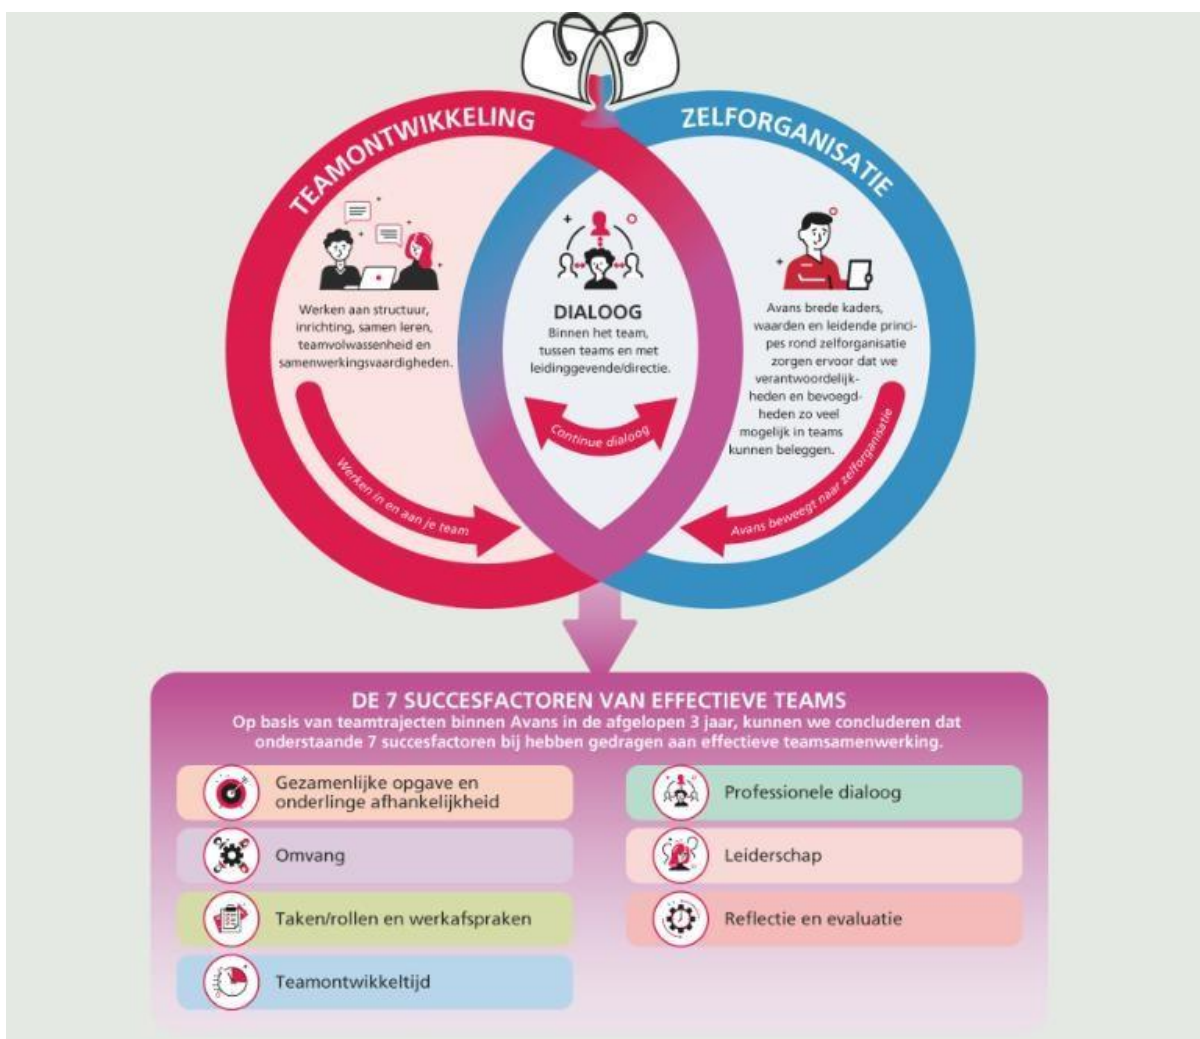 TEAMONTWIKKELING
Werken aan structuur,
inrichting, samen leren,
teamvolwassenheid en
samenwerkingsvaardigheden.
Werken in en aan je team
DIALOOG
Binnen het team,
tussen teams en met
leidinggevende/directie.
Continue dialoog
ZELFORGANISATIE
Avans brede kaders,
waarden en leidende princi-
pes rond zelforganisatie
zorgen ervoor dat we
verantwoordelijk-
heden en bevoegd-
heden zo veel
mogelijk in teams
kunnen beleggen.
Avans beweegt naar zelforganisatie
DE 7 SUCCESFACTOREN VAN EFFECTIEVE TEAMS
Op basis van teamtrajecten binnen Avans in de afgelopen 3 jaar, kunnen we concluderen dat
onderstaande 7 succesfactoren bij hebben gedragen aan effectieve teamsamenwerking.
Gezamenlijke opgave en
onderlinge afhankelijkheid
Omvang
Taken/rollen en werkafspraken
Teamontwikkeltijd
Professionele dialoog
Leiderschap
Reflectie en evaluatie